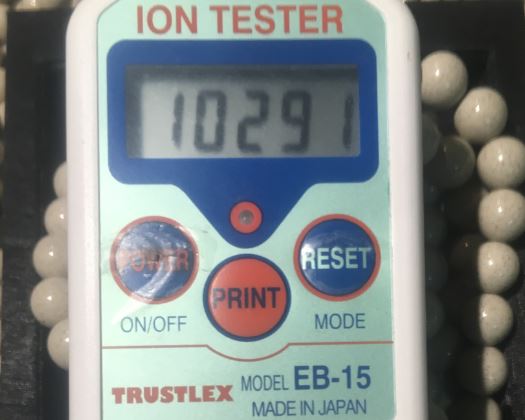 ION TESTER
10291
POWER
PRINT
RESET
ON/OFF
MODE
TRUSTLEX MODEL EB-15
MADE IN JAPAN